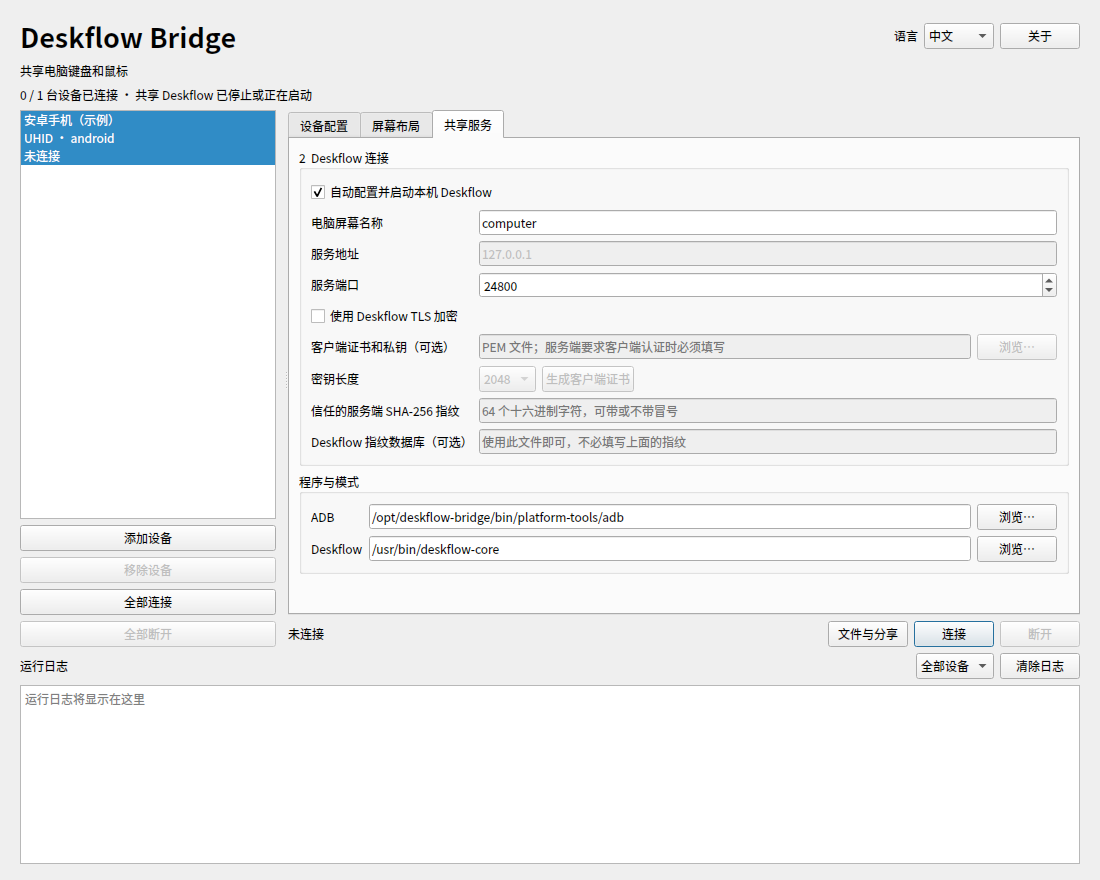 Deskflow Bridge
语言 中文 关于
共享电脑键盘和鼠标
0 / 1 台设备已连接 · 共享 Deskflow 已停止或正在启动
安卓手机（示例）
UHID · android
未连接
添加设备
移除设备
全部连接
全部断开
设备配置 屏幕布局 共享服务
2 Deskflow 连接
自动配置并启动本机 Deskflow
电脑屏幕名称 computer
服务地址 127.0.0.1
服务端口 24800
使用 Deskflow TLS 加密
客户端证书和私钥（可选） PEM 文件；服务端要求客户端认证时必须填写 浏览…
密钥长度 2048 生成客户端证书
信任的服务端 SHA-256 指纹 64 个十六进制字符，可带或不带冒号
Deskflow 指纹数据库（可选） 使用此文件即可，不必填写上面的指纹
程序与模式
ADB /opt/deskflow-bridge/bin/platform-tools/adb 浏览…
Deskflow /usr/bin/deskflow-core 浏览…
未连接 文件与分享 连接 断开
运行日志 全部设备 清除日志
运行日志将显示在这里